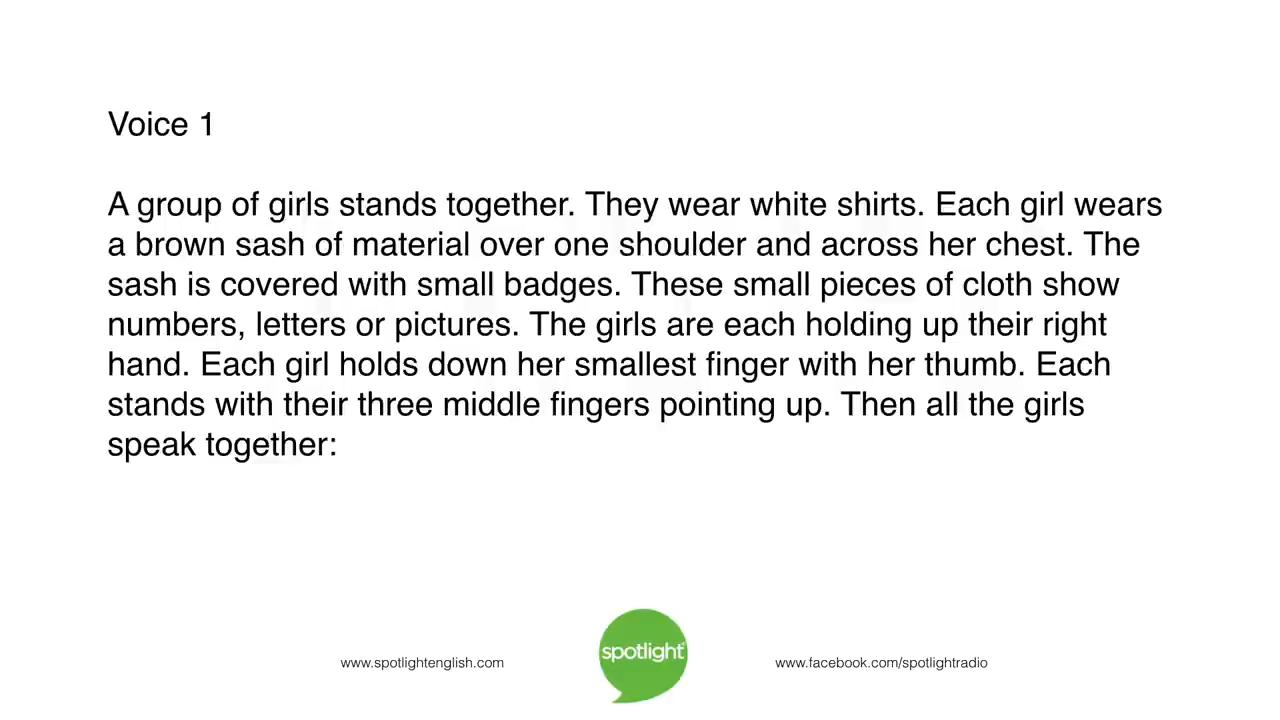 Voice 1
A group of girls stands together. They wear white shirts. Each girl wears
a brown sash of material over one shoulder and across her chest. The
sash is covered with small badges. These small pieces of cloth show
numbers, letters or pictures. The girls are each holding up their right
hand. Each girl holds down her smallest finger with her thumb. Each
stands with their three middle fingers pointing up. Then all the girls
speak together:
www.spotlightenglish.com
spotlight
www.facebook.com/spotlightradio